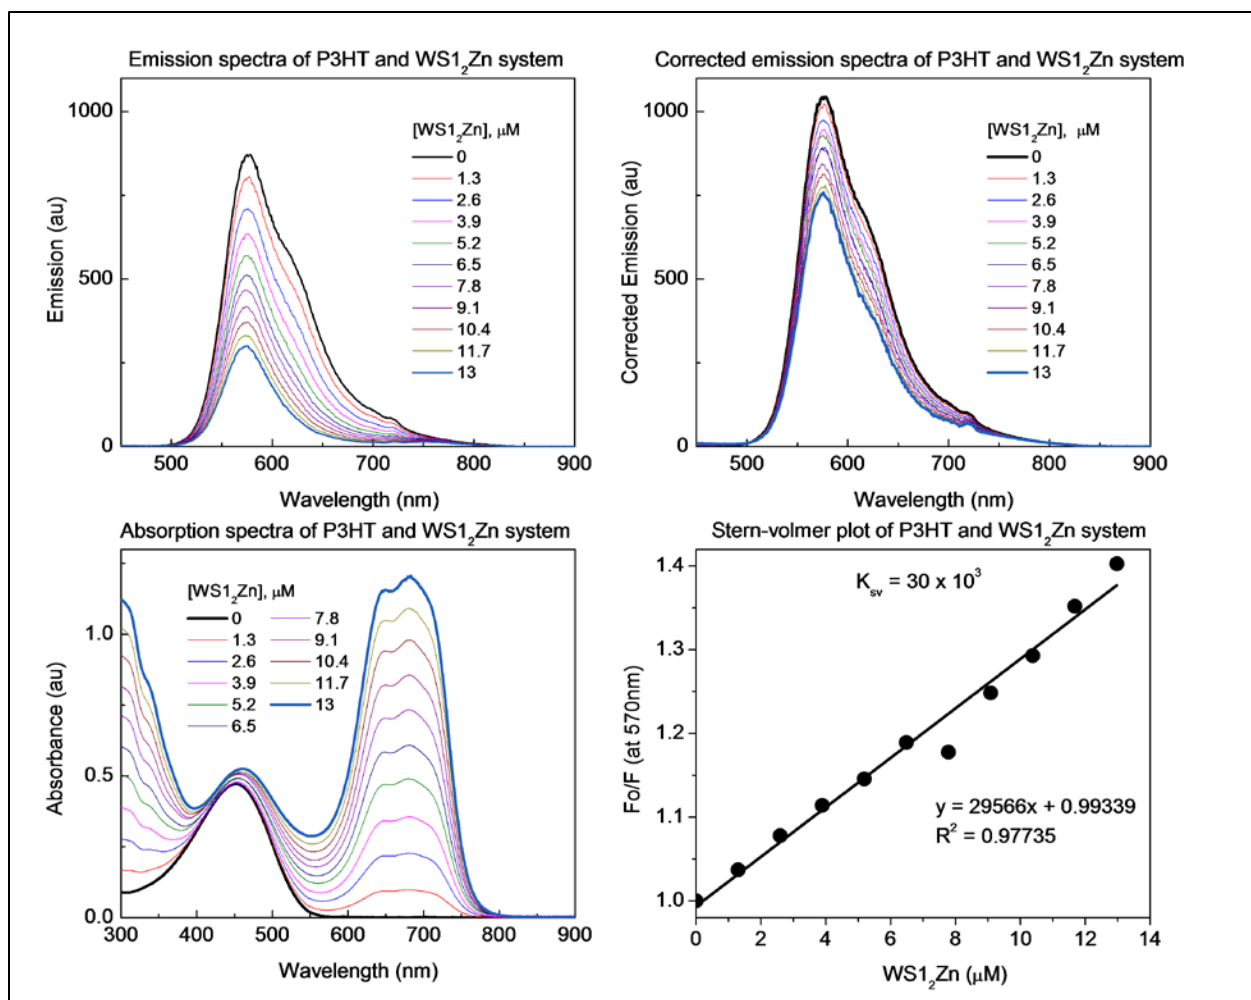 Emission spectra of P3HT and WS1₂Zn system
1000
500
0
Emission (au)
[WS1₂Zn], μM
0
1.3
2.6
3.9
5.2
6.5
7.8
9.1
10.4
11.7
13
500 600 700 800 900
Wavelength (nm)
Corrected emission spectra of P3HT and WS1₂Zn system
1000
500
0
Corrected Emission (au)
[WS1₂Zn], μM
0
1.3
2.6
3.9
5.2
6.5
7.8
9.1
10.4
11.7
13
500 600 700 800 900
Wavelength (nm)
Absorption spectra of P3HT and WS1₂Zn system
1.0
0.5
0.0
Absorbance (au)
[WS1₂Zn], μM
0 7.8
1.3 9.1
2.6 10.4
3.9 11.7
5.2 13
6.5
300 400 500 600 700 800 900
Wavelength (nm)
Stern-volmer plot of P3HT and WS1₂Zn system
1.4
1.3
1.2
1.1
1.0
Fo/F (at 570nm)
Kₛᵥ = 30 x 10³
y = 29566x + 0.99339
R² = 0.97735
0 2 4 6 8 10 12 14
WS1₂Zn (μM)